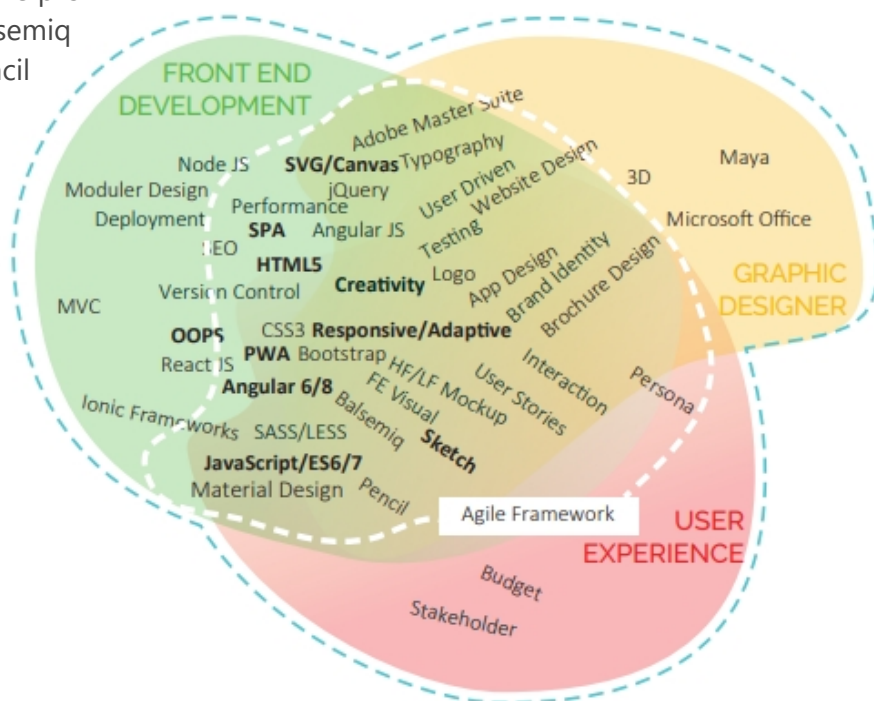 semiq
FRONT END
DEVELOPMENT
Adobe Master Suite
Node JS
SVG/Canvas
Typography
Moduler Design
jQuery
User Driven
Website Design
Maya
3D
Deployment
Performance
Microsoft Office
SPA
Angular JS
Testing
SEO
HTML5
Creativity
Logo
App Design
Brand Identity
Brochure Design
GRAPHIC
DESIGNER
Version Control
MVC
OOPS
CSS3
Responsive/Adaptive
React JS
PWA
Bootstrap
HF/LF Mockup
User Stories
Interaction
Persona
Angular 6/8
FE Visual
Ionic Frameworks
SASS/LESS
Balsemiq
Sketch
JavaScript/ES6/7
Material Design
Pencil
Agile Framework
USER
EXPERIENCE
Budget
Stakeholder